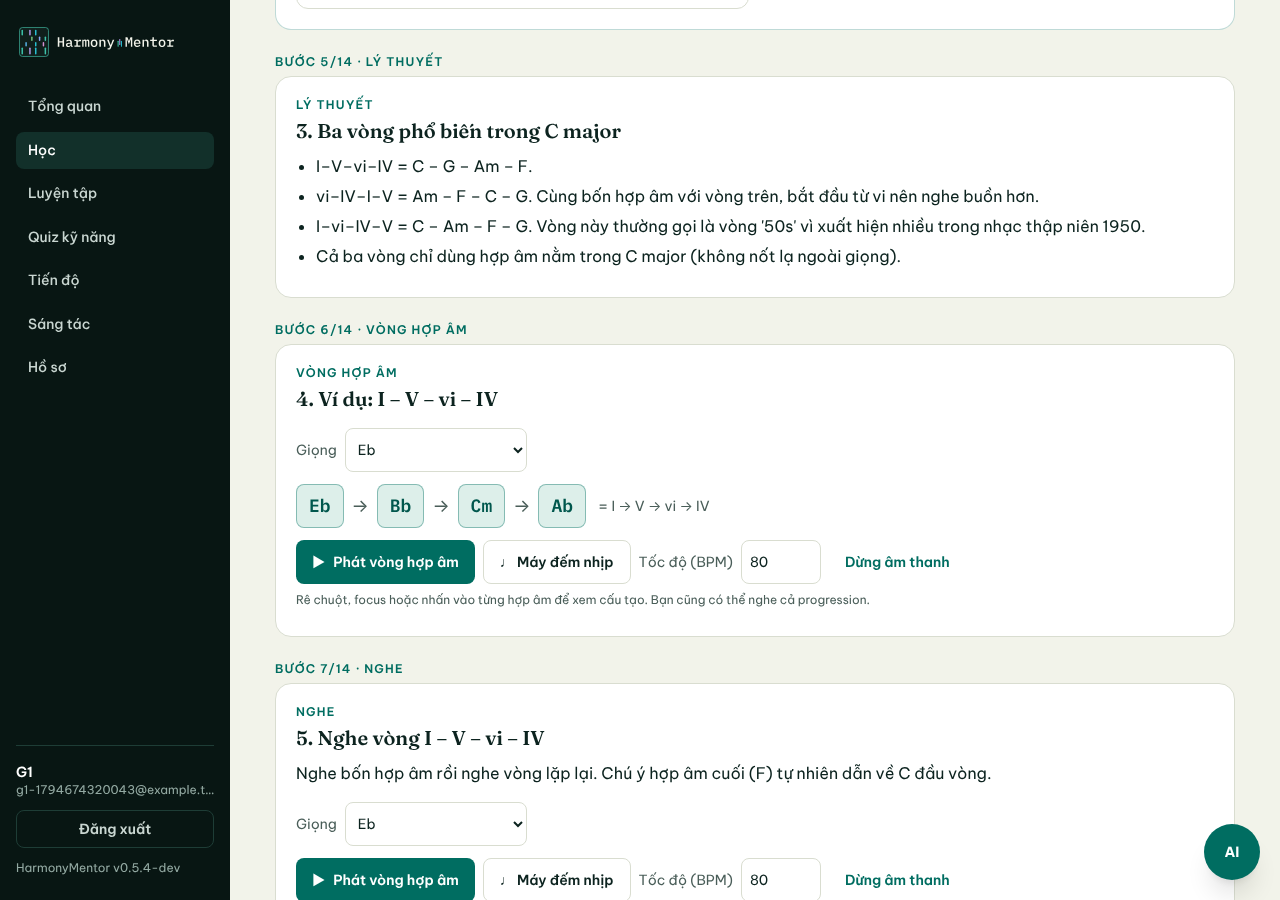 Harmony Mentor
Tổng quan
Học
Luyện tập
Quiz kỹ năng
Tiến độ
Sáng tác
Hồ sơ
G1
g1-1794674320043@example.t...
Đăng xuất
HarmonyMentor v0.5.4-dev
BƯỚC 5/14 · LÝ THUYẾT
LÝ THUYẾT
3. Ba vòng phổ biến trong C major
• I–V–vi–IV = C – G – Am – F.
• vi–IV–I–V = Am – F – C – G. Cùng bốn hợp âm với vòng trên, bắt đầu từ vi nên nghe buồn hơn.
• I–vi–IV–V = C – Am – F – G. Vòng này thường gọi là vòng '50s' vì xuất hiện nhiều trong nhạc thập niên 1950.
• Cả ba vòng chỉ dùng hợp âm nằm trong C major (không nốt lạ ngoài giọng).
BƯỚC 6/14 · VÒNG HỢP ÂM
VÒNG HỢP ÂM
4. Ví dụ: I – V – vi – IV
Giọng Eb
Eb → Bb → Cm → Ab = I → V → vi → IV
▶ Phát vòng hợp âm ♩ Máy đếm nhịp Tốc độ (BPM) 80 Dừng âm thanh
Rê chuột, focus hoặc nhấn vào từng hợp âm để xem cấu tạo. Bạn cũng có thể nghe cả progression.
BƯỚC 7/14 · NGHE
NGHE
5. Nghe vòng I – V – vi – IV
Nghe bốn hợp âm rồi nghe vòng lặp lại. Chú ý hợp âm cuối (F) tự nhiên dẫn về C đầu vòng.
Giọng Eb
▶ Phát vòng hợp âm ♩ Máy đếm nhịp Tốc độ (BPM) 80 Dừng âm thanh
AI